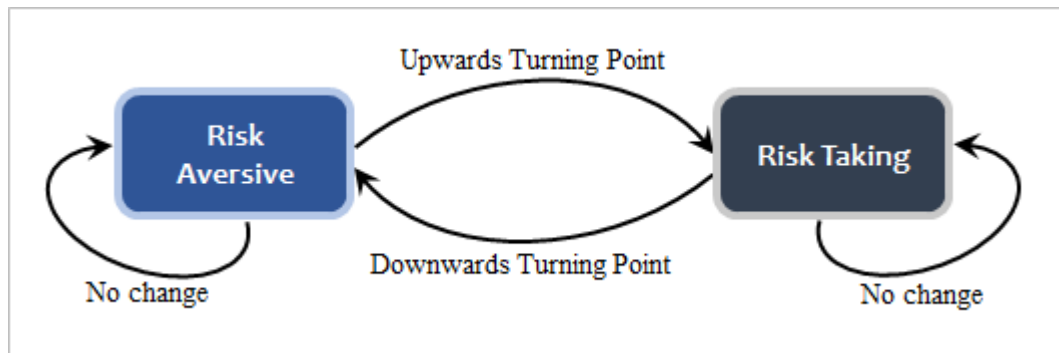 Upwards Turning Point
Risk
Aversive
Risk Taking
Downwards Turning Point
No change
No change